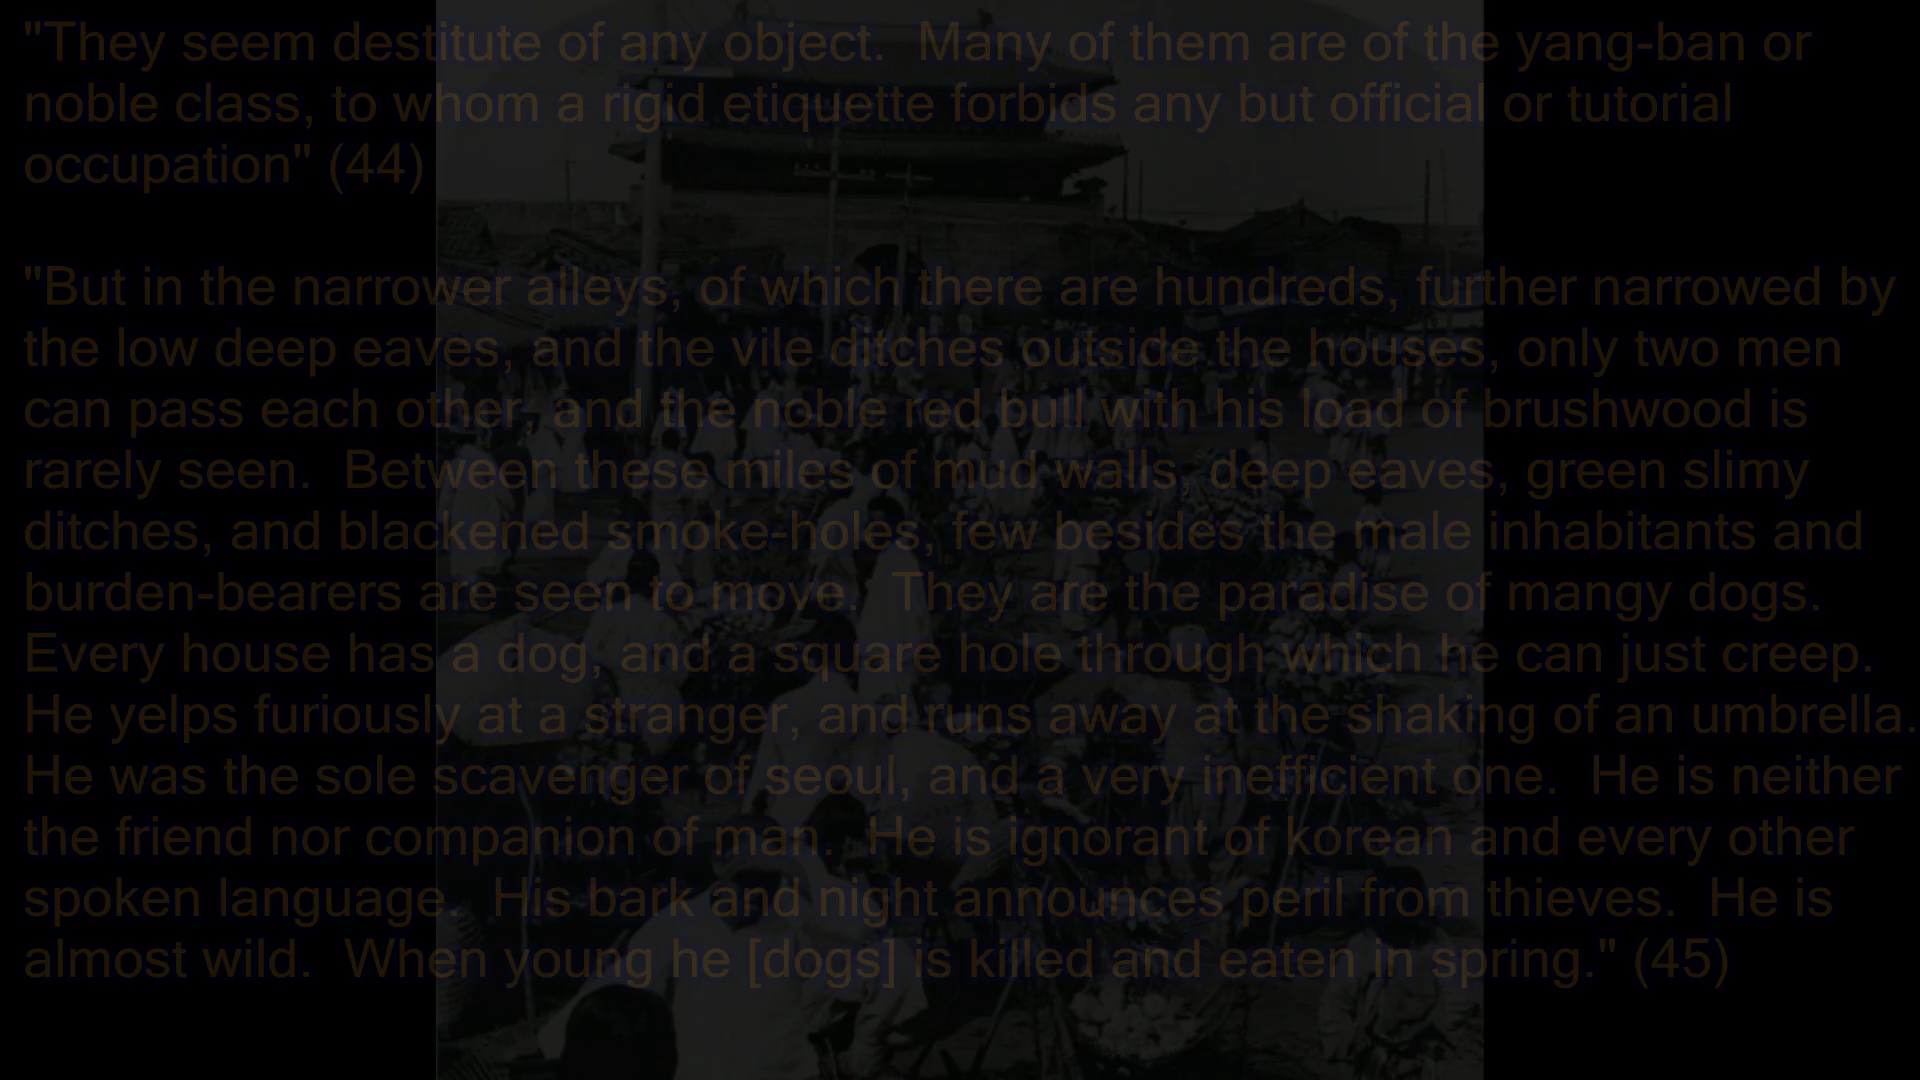 "They seem destitute of any object.  Many of them are of the yang-ban or
noble class, to whom a rigid etiquette forbids any but official or tutorial
occupation" (44)
"But in the narrower alleys, of which there are hundreds, further narrowed by
the low deep eaves, and the vile ditches outside the houses, only two men
can pass each other, and the noble red bull with his load of brushwood is
rarely seen.  Between these miles of mud walls, deep eaves, green slimy
ditches, and blackened smoke-holes, few besides the male inhabitants and
burden-bearers are seen to move.  They are the paradise of mangy dogs.
Every house has a dog, and a square hole through which he can just creep.
He yelps furiously at a stranger, and runs away at the shaking of an umbrella.
He was the sole scavenger of seoul, and a very inefficient one.  He is neither
the friend nor companion of man.  He is ignorant of korean and every other
spoken language.  His bark and night announces peril from thieves.  He is
almost wild.  When young he [dogs] is killed and eaten in spring." (45)